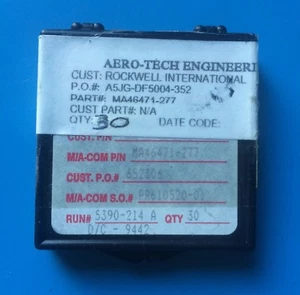 AERO-TECH ENGINEERI
CUST: ROCKWELL INTERNATIONAL
P.O.#: A5JG-DF5004-352
PART#: MA46471-277
CUST.PART#: N/A
QTY: 30 DATE CODE:
CUST. P/N
M/A-COM P/N MA46471-277
CUST. P.O.#
M/A-COM S.O.#
RUN# 5390-214 A QTY 30
D/C - 9442